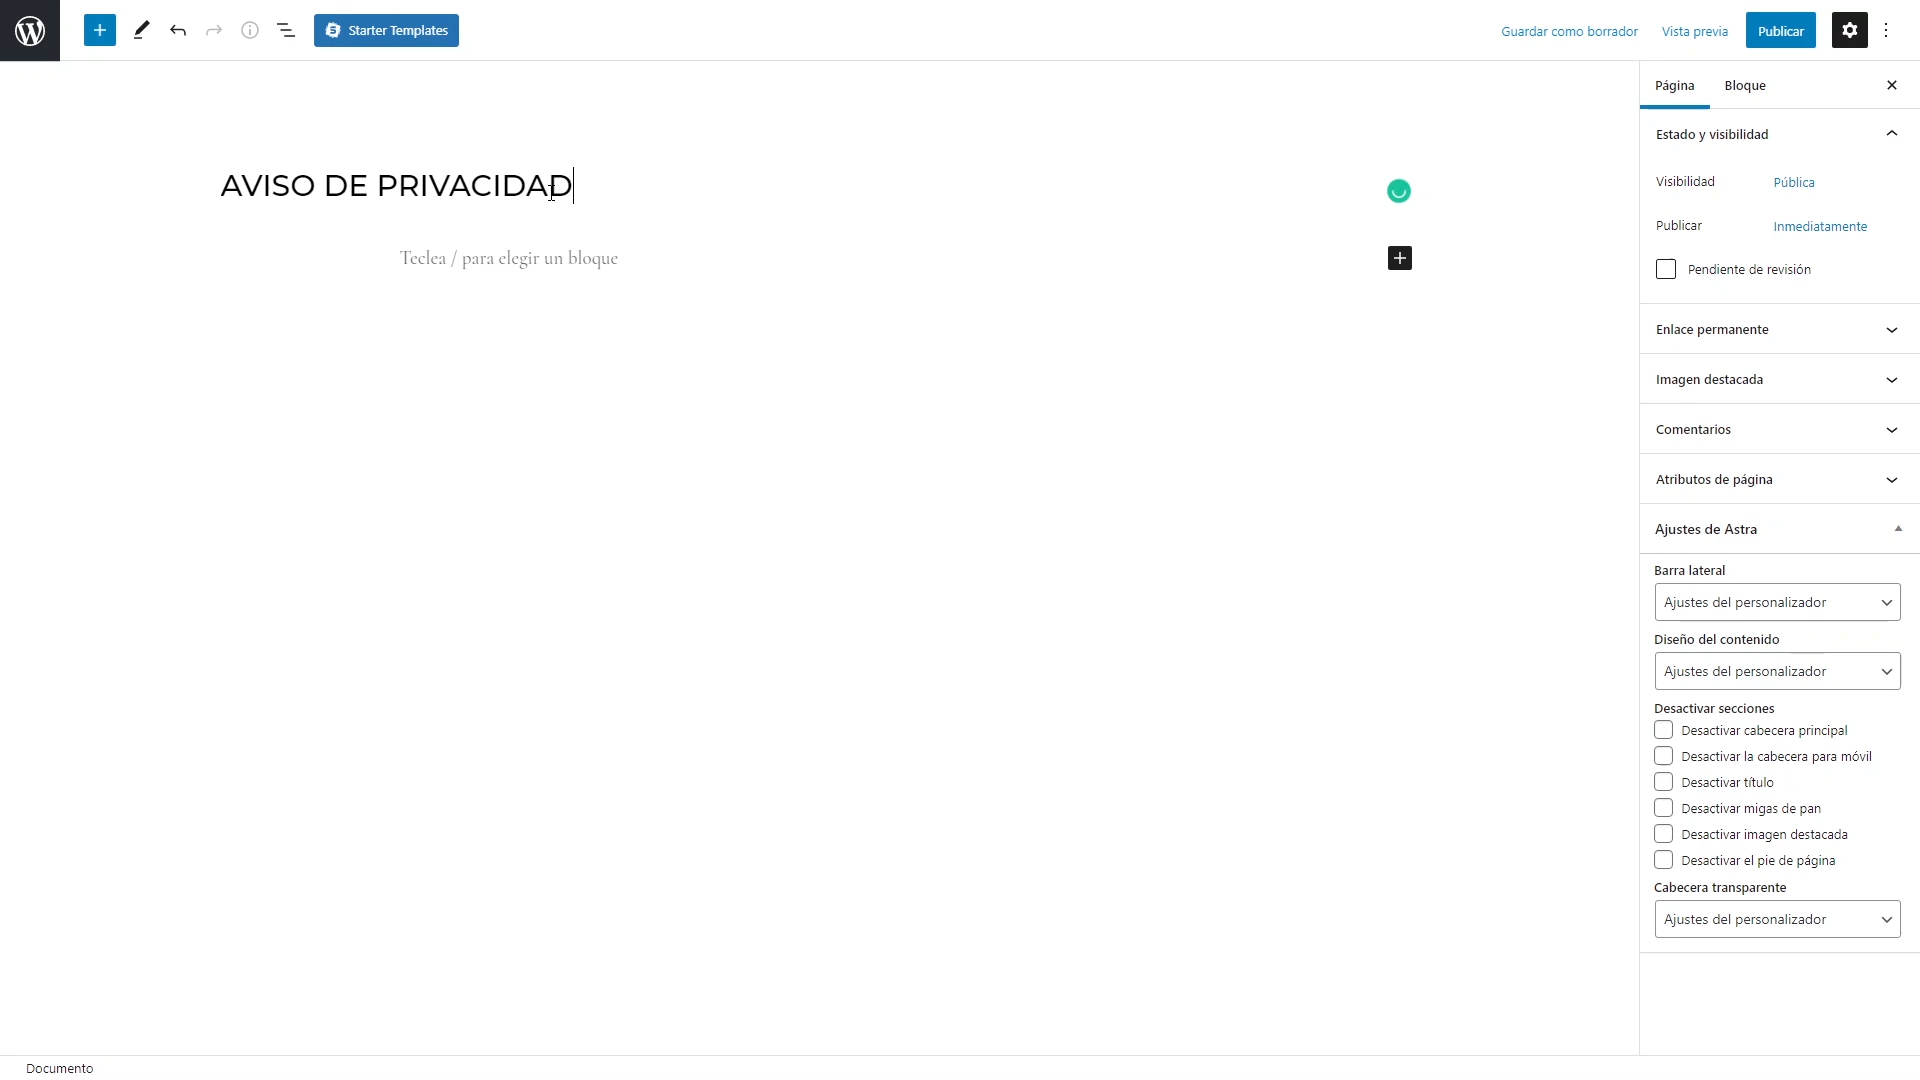 Starter Templates
Guardar como borrador
Vista previa
Publicar
AVISO DE PRIVACIDAD
Teclea / para elegir un bloque
Página
Bloque
Estado y visibilidad
Visibilidad
Pública
Publicar
Inmediatamente
Pendiente de revisión
Enlace permanente
Imagen destacada
Comentarios
Atributos de página
Ajustes de Astra
Barra lateral
Ajustes del personalizador
Diseño del contenido
Ajustes del personalizador
Desactivar secciones
Desactivar cabecera principal
Desactivar la cabecera para móvil
Desactivar título
Desactivar migas de pan
Desactivar imagen destacada
Desactivar el pie de página
Cabecera transparente
Ajustes del personalizador
Documento